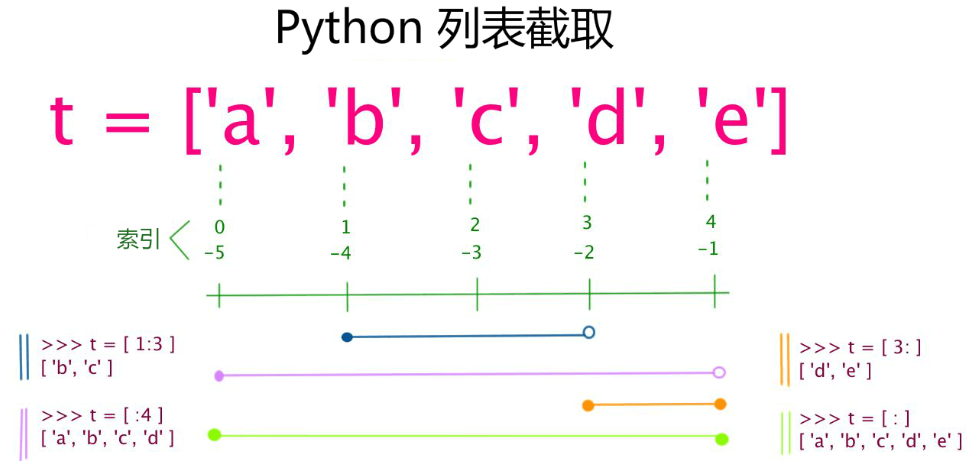 Python 列表截取
t = ['a', 'b', 'c', 'd', 'e']
索引
0 1 2 3 4
-5 -4 -3 -2 -1
>>> t = [ 1:3 ]
[ 'b', 'c' ]
>>> t = [ :4 ]
[ 'a', 'b', 'c', 'd' ]
>>> t = [ 3: ]
[ 'd', 'e' ]
>>> t = [ : ]
[ 'a', 'b', 'c', 'd', 'e' ]